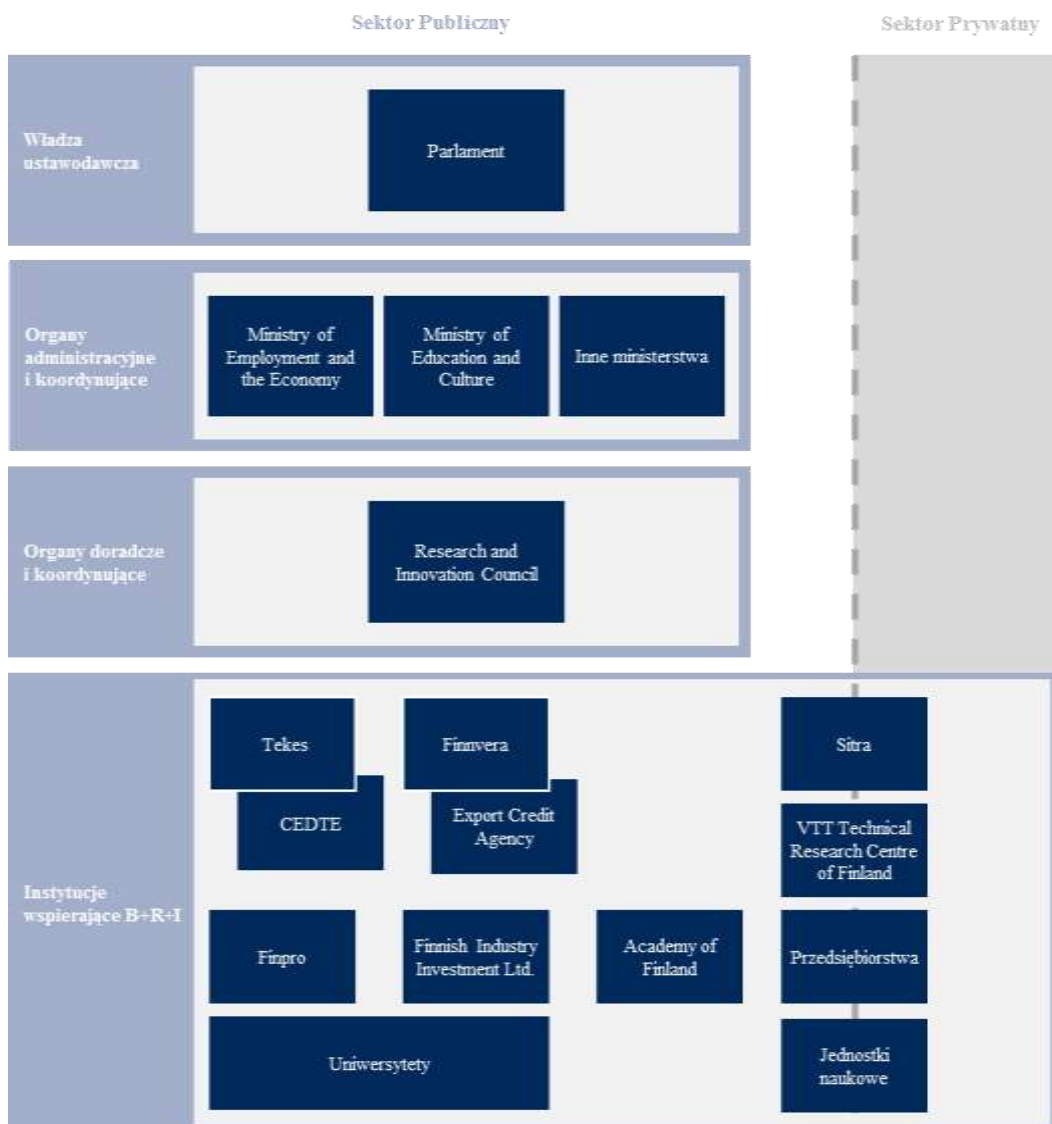 Sektor Publiczny
Sektor Prywatny
Władza
ustawodawcza
Parlament
Organy
administracyjne
i koordynujące
Ministry of
Employment and
the Economy
Ministry of
Education and
Culture
Inne ministerstwa
Organy doradcze
i koordynujące
Research and
Innovation Council
Instytucje
wspierające B+R+I
Tekes
Finnvera
Sitra
CEDTE
Export Credit
Agency
VTT Technical
Research Centre
of Finland
Finpro
Finnish Industry
Investment Ltd.
Academy of
Finland
Przedsiębiorstwa
Uniwersytety
Jednostki
naukowe